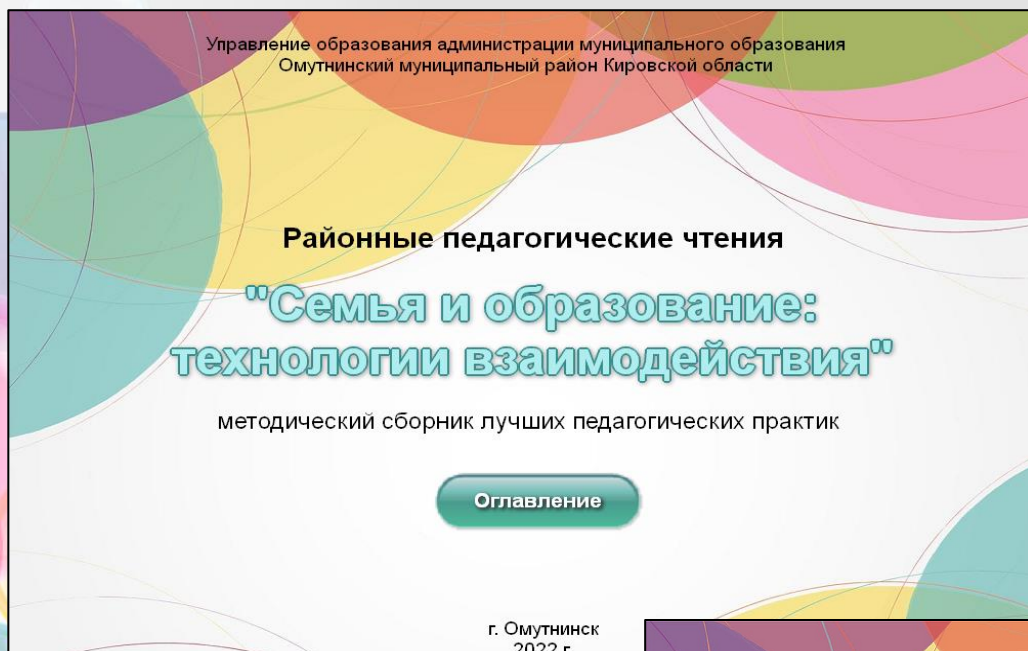 Управление образования администрации муниципального образования
Омутнинский муниципальный район Кировской области
Районные педагогические чтения
"Семья и образование:
технологии взаимодействия"
методический сборник лучших педагогических практик
Оглавление
г. Омутнинск
2022 г.